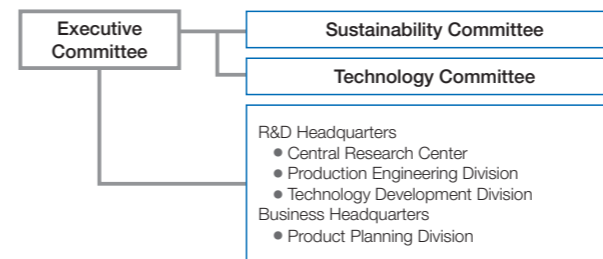 Executive
Committee
Sustainability Committee
Technology Committee
R&D Headquarters
● Central Research Center
● Production Engineering Division
● Technology Development Division
Business Headquarters
● Product Planning Division